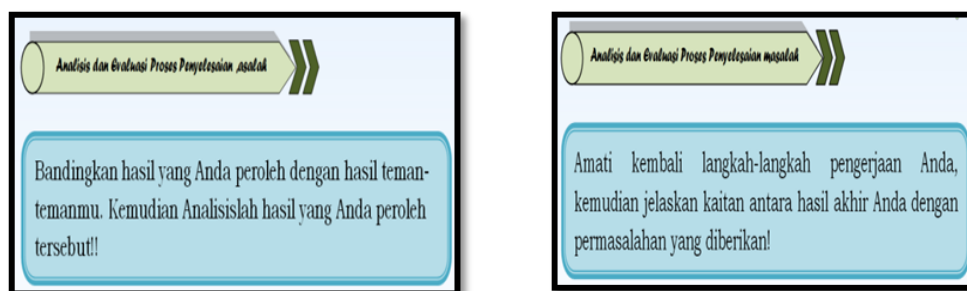 Analisis dan Evaluasi Proses Penyelesaian ,asalah
Bandingkan hasil yang Anda peroleh dengan hasil teman-
temanmu. Kemudian Analisislah hasil yang Anda peroleh
tersebut!!
Analisis dan Evaluasi Proses Penyelesaian masalah
Amati kembali langkah-langkah pengerjaan Anda,
kemudian jelaskan kaitan antara hasil akhir Anda dengan
permasalahan yang diberikan!